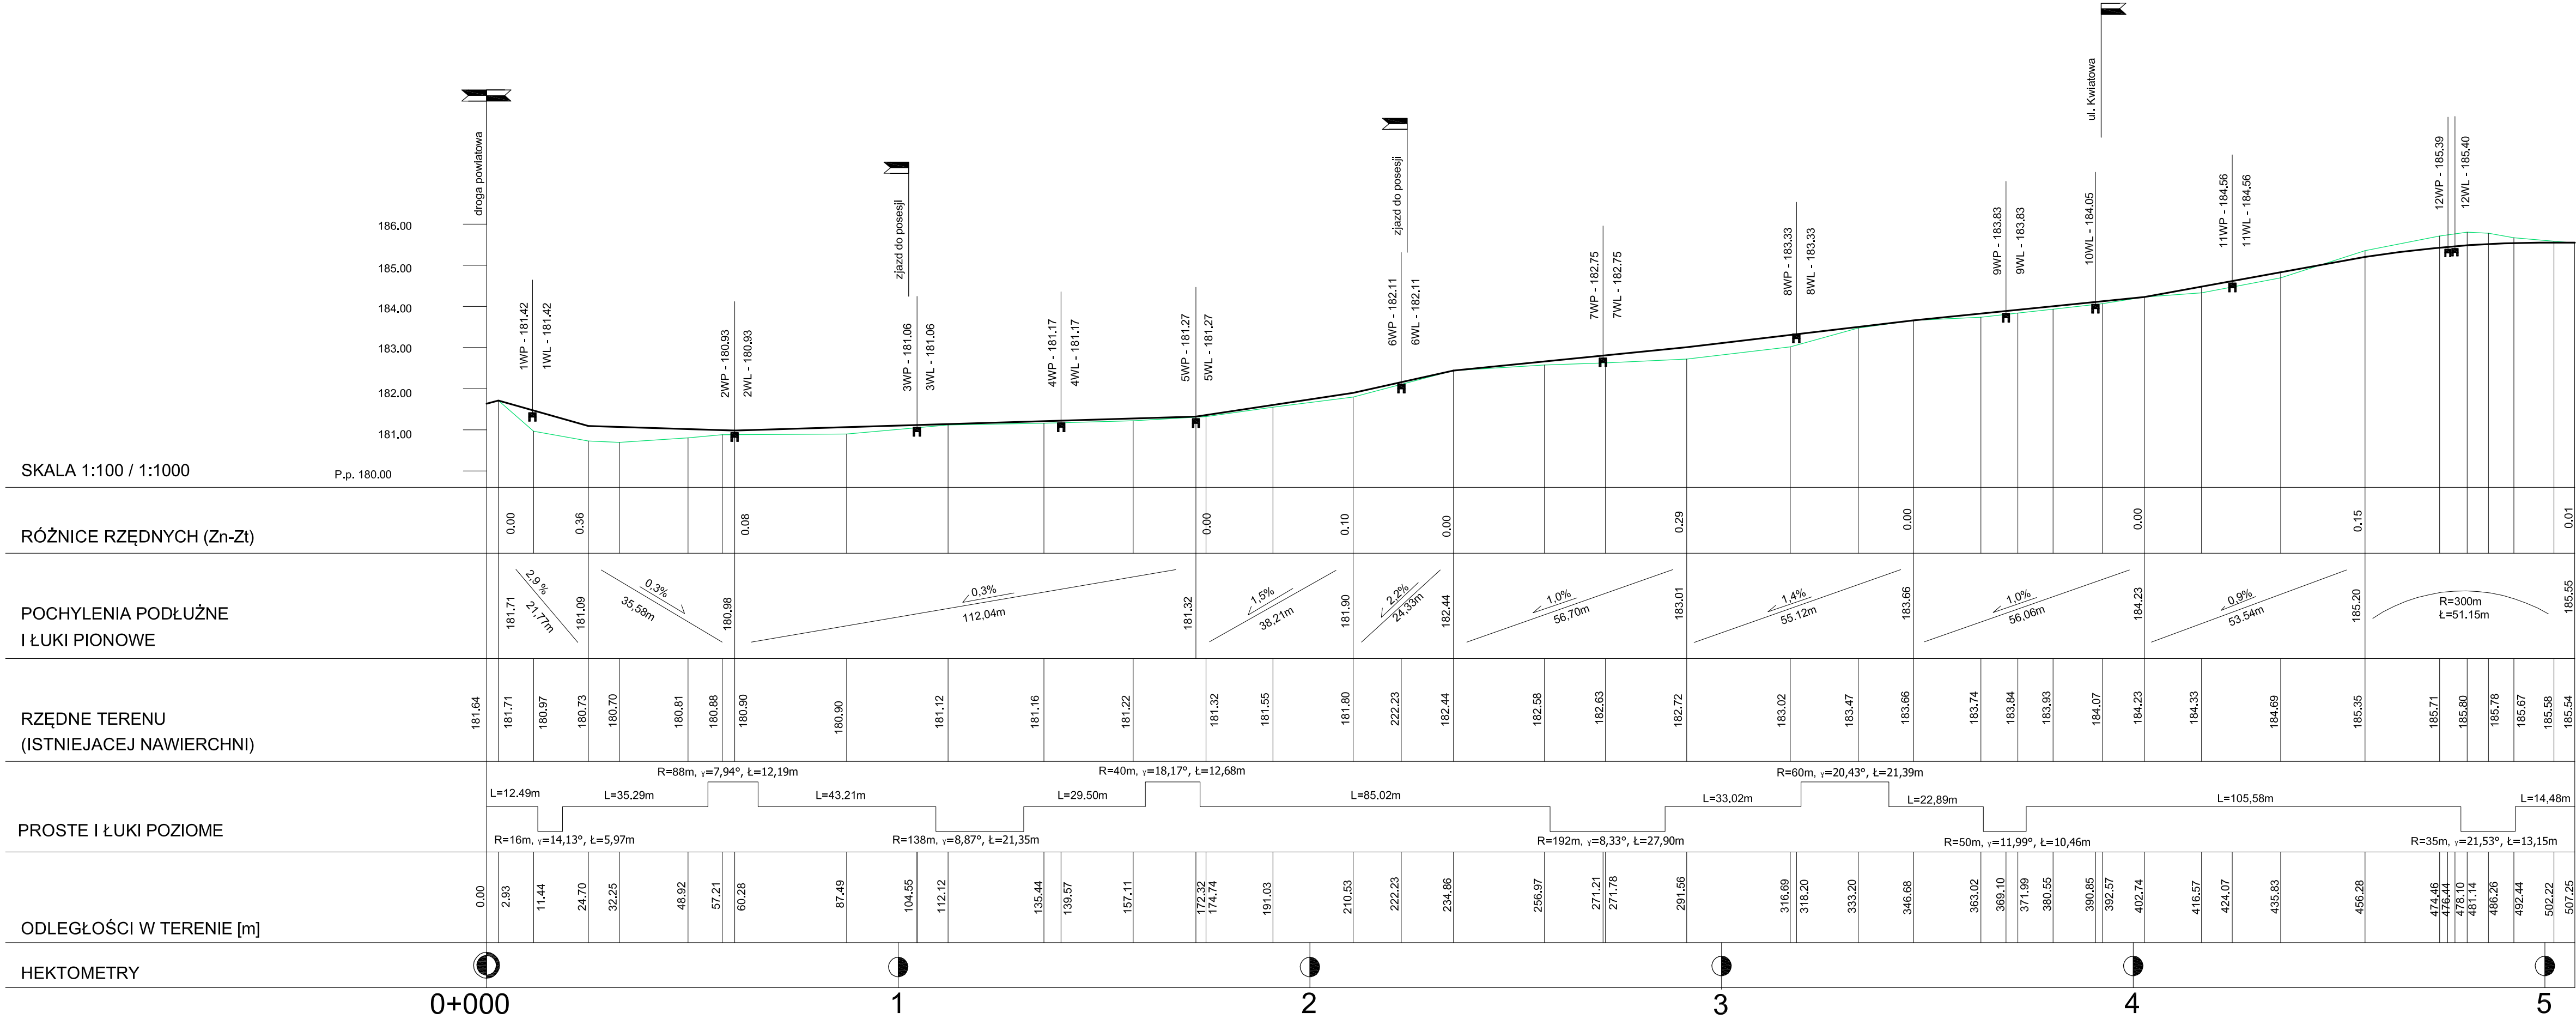 droga powiatowa
zjazd do posesji
zjazd do posesji
ul. Kwiatowa
186.00
185.00
184.00
183.00
182.00
181.00
P.p. 180.00
1WP - 181.42
1WL - 181.42
2WP - 180.93
2WL - 180.93
3WP - 181.06
3WL - 181.06
4WP - 181.17
4WL - 181.17
5WP - 181.27
5WL - 181.27
6WP - 182.11
6WL - 182.11
7WP - 182.75
7WL - 182.75
8WP - 183.33
8WL - 183.33
9WP - 183.83
9WL - 183.83
10WL - 184.05
11WP - 184.56
11WL - 184.56
12WP - 185.39
12WL - 185.40
SKALA 1:100 / 1:1000
RÓŻNICE RZĘDNYCH (Zn-Zt)
0.00 0.36 0.08 0.00 0.10 0.00 0.29 0.00 0.00 0.15 0.01
POCHYLENIA PODŁUŻNE
I ŁUKI PIONOWE
181.71
2,9 %
21,77m
181.09
0,3%
35,58m
180.98
0,3%
112,04m
181.32
1,5%
38,21m
181.90
2,2%
24,33m
182.44
1,0%
56,70m
183.01
1,4%
55.12m
183.66
1,0%
56,06m
184.23
0,9%
53.54m
185.20
R=300m
Ł=51.15m
185.55
RZĘDNE TERENU
(ISTNIEJACEJ NAWIERCHNI)
181.64 181.71 180.97 180.73 180.70 180.81 180.88 180.90 180.90 181.12 181.16 181.22 181.32 181.55 181.80 222.23 182.44 182.58 182.63 182.72 183.02 183.47 183.66 183.74 183.84 183.93 184.07 184.23 184.33 184.69 185.35 185.71 185.80 185.78 185.67 185.58 185.54
PROSTE I ŁUKI POZIOME
L=12.49m
R=16m, γ=14,13°, Ł=5,97m
L=35,29m
R=88m, γ=7,94°, Ł=12,19m
L=43,21m
R=138m, γ=8,87°, Ł=21,35m
L=29,50m
R=40m, γ=18,17°, Ł=12,68m
L=85,02m
R=192m, γ=8,33°, Ł=27,90m
L=33,02m
R=60m, γ=20,43°, Ł=21,39m
L=22,89m
R=50m, γ=11,99°, Ł=10,46m
L=105,58m
R=35m, γ=21,53°, Ł=13,15m
L=14,48m
ODLEGŁOŚCI W TERENIE [m]
0.00 2.93 11.44 24.70 32.25 48.92 57.21 60.28 87.49 104.55 112.12 135.44 139.57 157.11 172.32 174.74 191.03 210.53 222.23 234.86 256.97 271.21 271.78 291.56 316.69 318.20 333.20 346.68 363.02 369.10 371.99 380.55 390.85 392.57 402.74 416.57 424.07 435.83 456.28 474.46 476.44 478.10 481.14 486.26 492.44 502.22 507.25
HEKTOMETRY
0+000 1 2 3 4 5